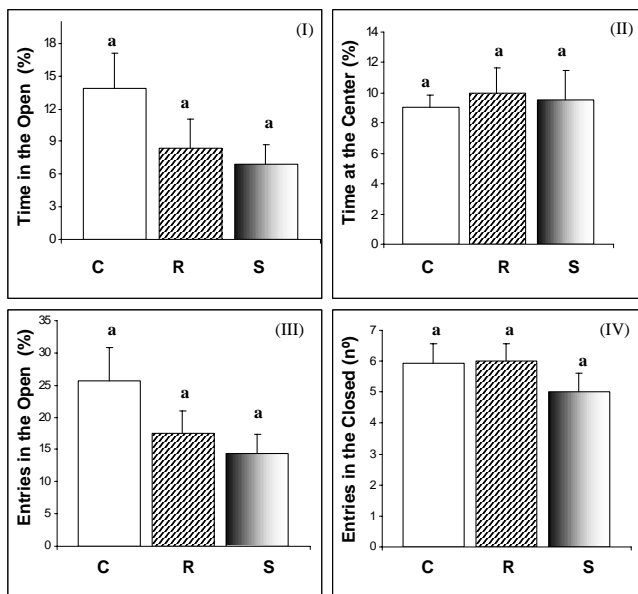 (I)
Time in the Open (%)
18
15
12
9
6
3
0
a
a
a
C R S
(II)
Time at the Center (%)
14
12
10
8
6
4
2
0
a
a
a
C R S
(III)
Entries in the Open (%)
35
30
25
20
15
10
5
0
a
a
a
C R S
(IV)
Entries in the Closed (nº)
7
6
5
4
3
2
1
0
a
a
a
C R S